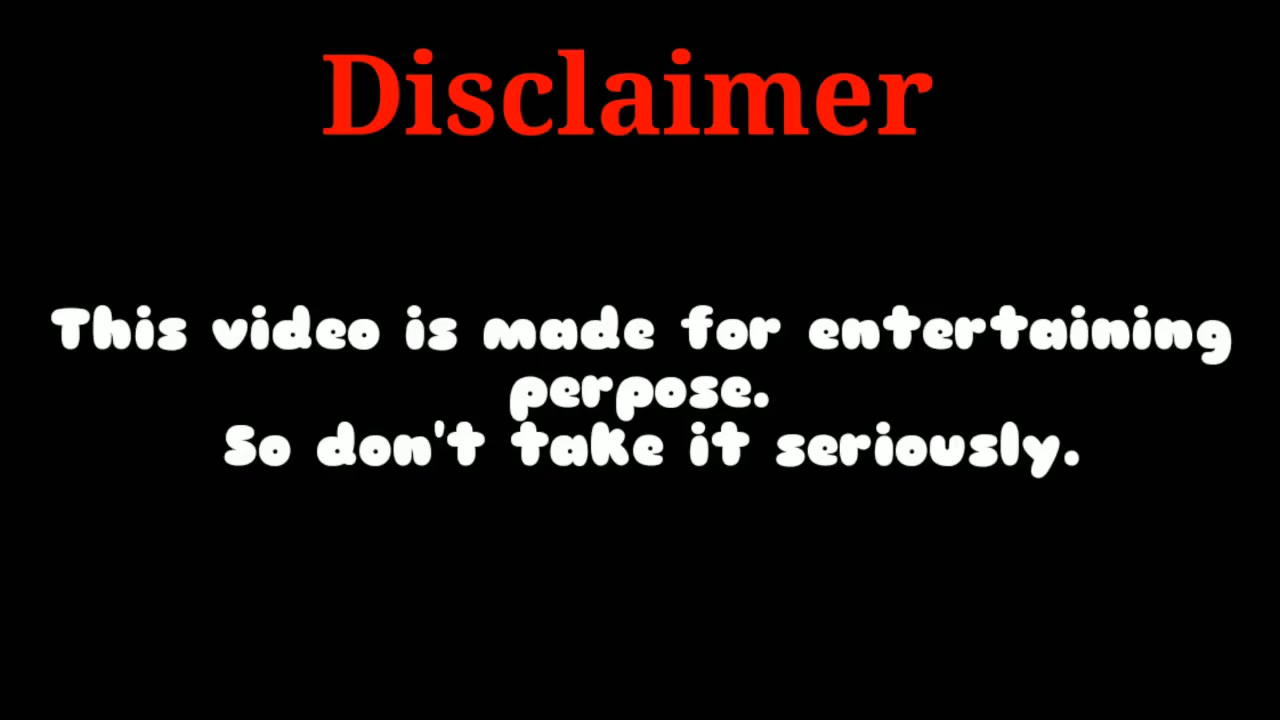 Disclaimer
This video is made for entertaining
perpose.
So don't take it seriously.